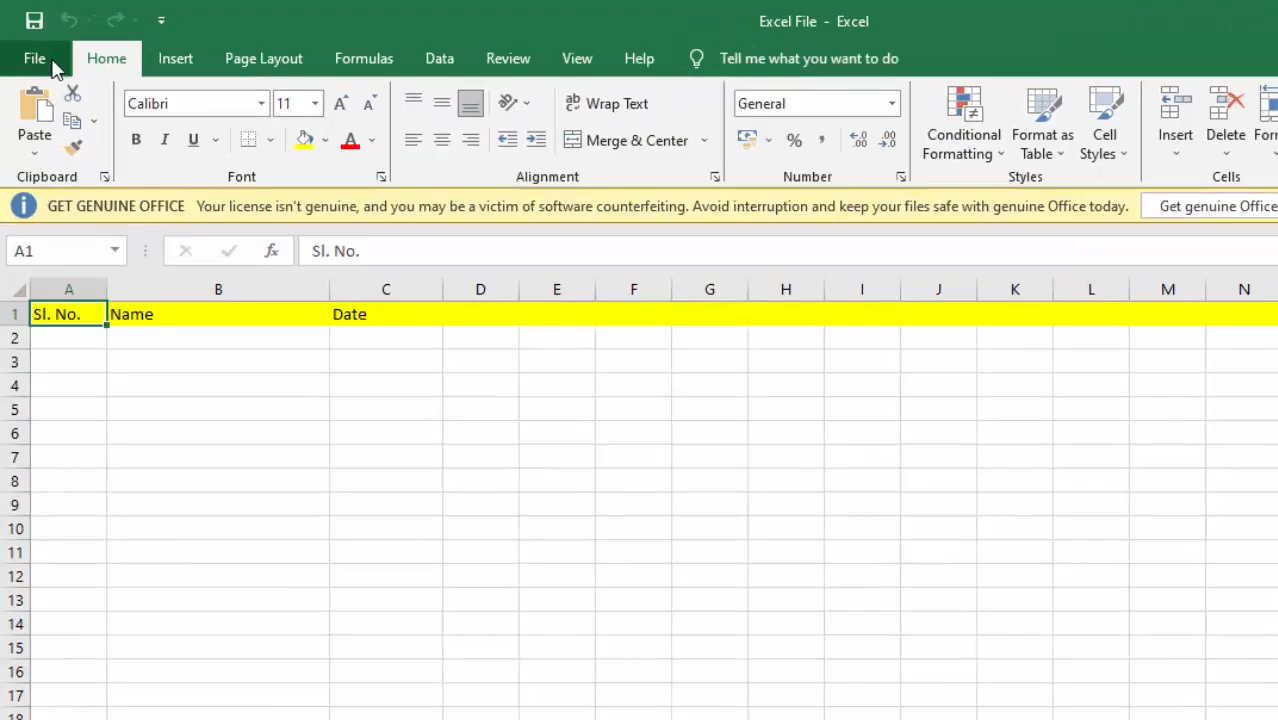 Excel File - Excel
File Home Insert Page Layout Formulas Data Review View Help Tell me what you want to do
Calibri 11 Wrap Text General
Paste Merge & Center Conditional Formatting Format as Table Cell Styles Insert Delete
Clipboard Font Alignment Number Styles Cells
GET GENUINE OFFICE Your license isn't genuine, and you may be a victim of software counterfeiting. Avoid interruption and keep your files safe with genuine Office today. Get genuine Office
A1 fx Sl. No.
A B C D E F G H I J K L M N
1 Sl. No. Name Date
2
3
4
5
6
7
8
9
10
11
12
13
14
15
16
17